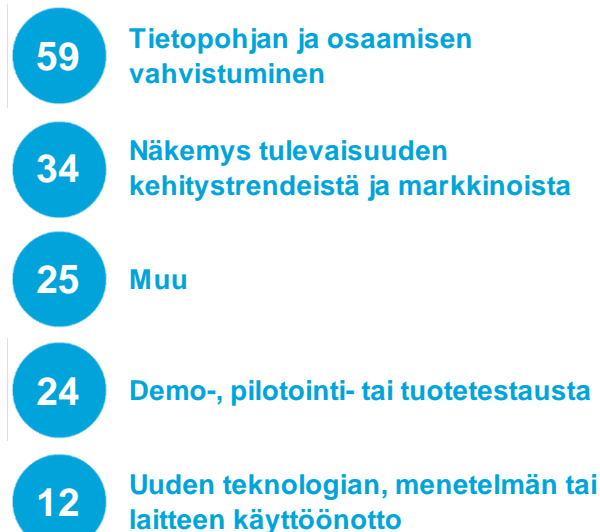 59
Tietopohjan ja osaamisen
vahvistuminen
34
Näkemys tulevaisuuden
kehitystrendeistä ja markkinoista
25
Muu
24
Demo-, pilotointi- tai tuotetestausta
12
Uuden teknologian, menetelmän tai
laitteen käyttöönotto